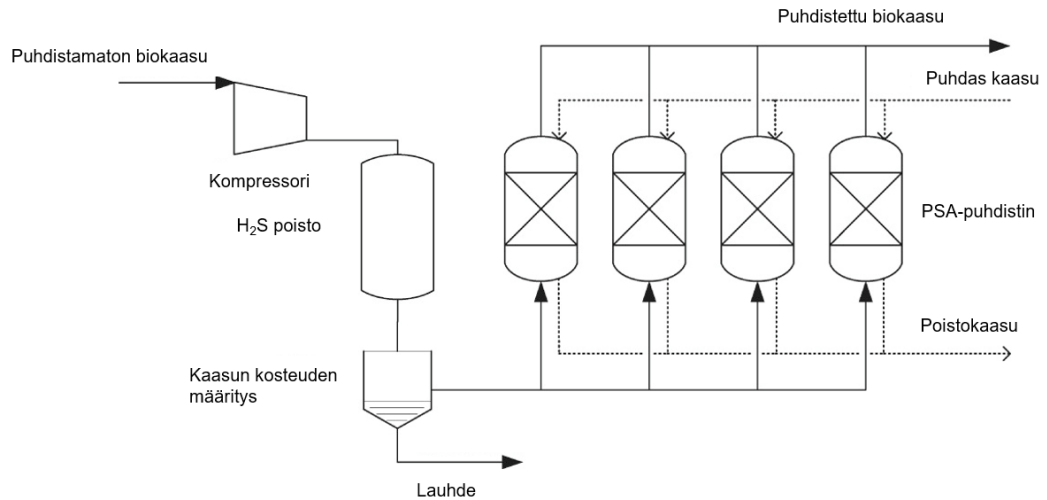 Puhdistettu biokaasu
Puhdistamaton biokaasu
Puhdas kaasu
Kompressori
H₂S poisto
PSA-puhdistin
Poistokaasu
Kaasun kosteuden
määritys
Lauhde